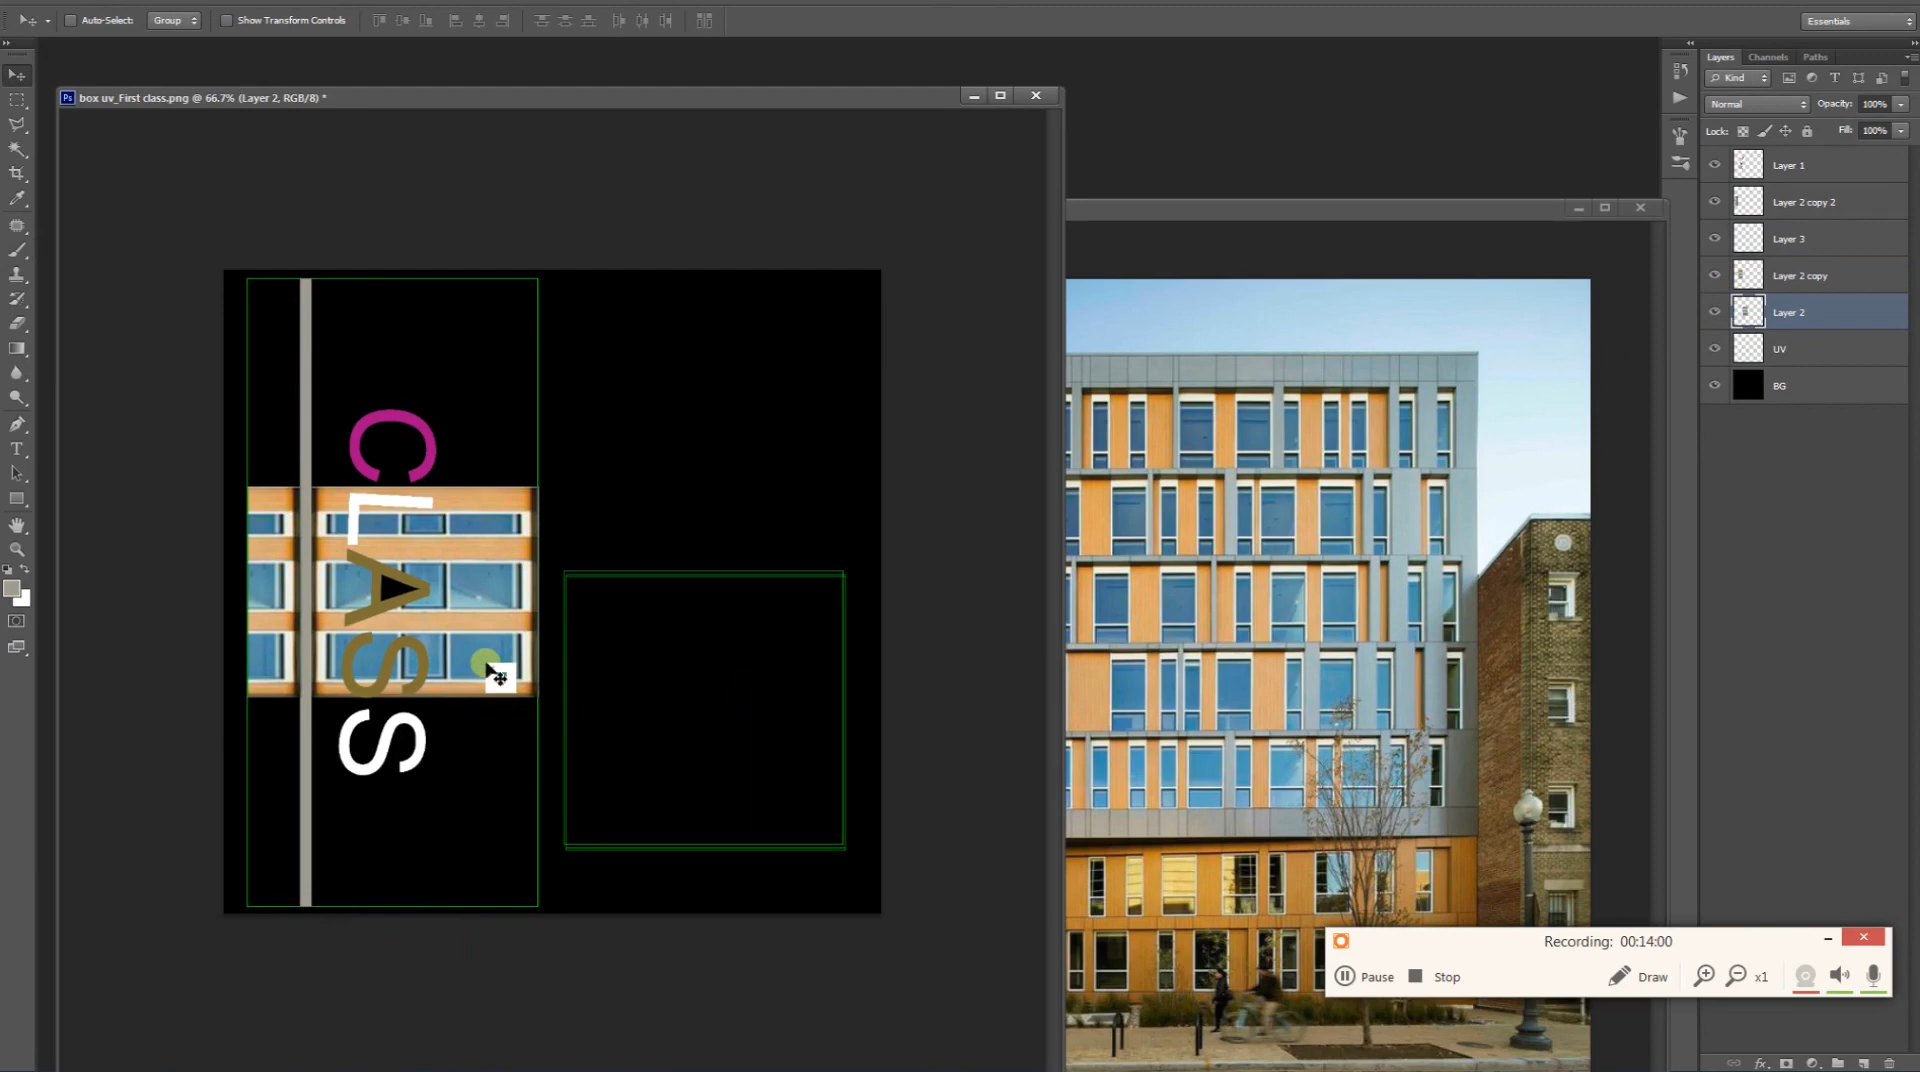 Auto-Select:
Group
Show Transform Controls
Essentials
box uv_First class.png @ 66.7% (Layer 2, RGB/8) *
Layers
Channels
Paths
Kind
Normal
Opacity:
100%
Lock:
Fill:
100%
Layer 1
Layer 2 copy 2
Layer 3
Layer 2 copy
Layer 2
UV
BG
CLASS
Recording: 00:14:00
Pause
Stop
Draw
x1